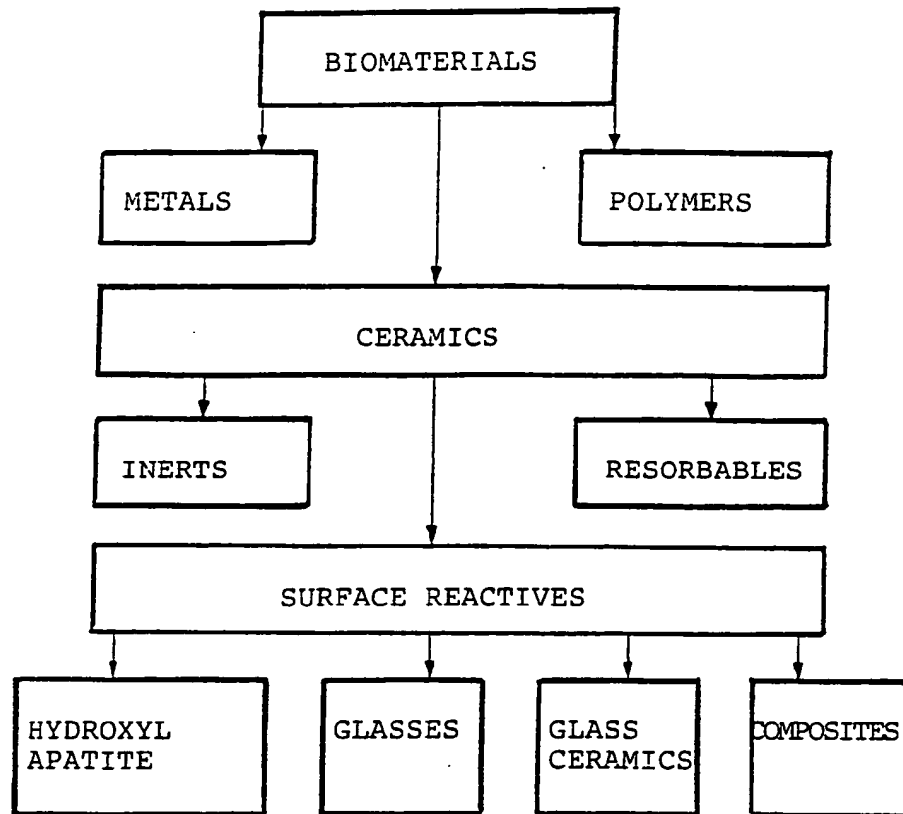 BIOMATERIALS
METALS
POLYMERS
CERAMICS
INERTS
RESORBABLES
SURFACE REACTIVES
HYDROXYL
APATITE
GLASSES
GLASS
CERAMICS
COMPOSITES